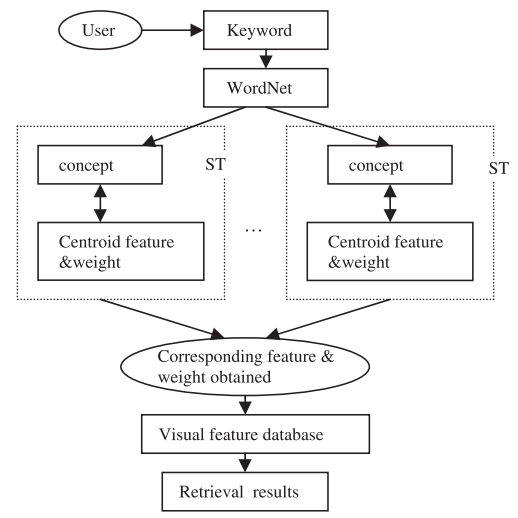 User
Keyword
WordNet
concept
ST
concept
ST
Centroid feature
&weight
...
Centroid feature
&weight
Corresponding feature &
weight obtained
Visual feature database
Retrieval results